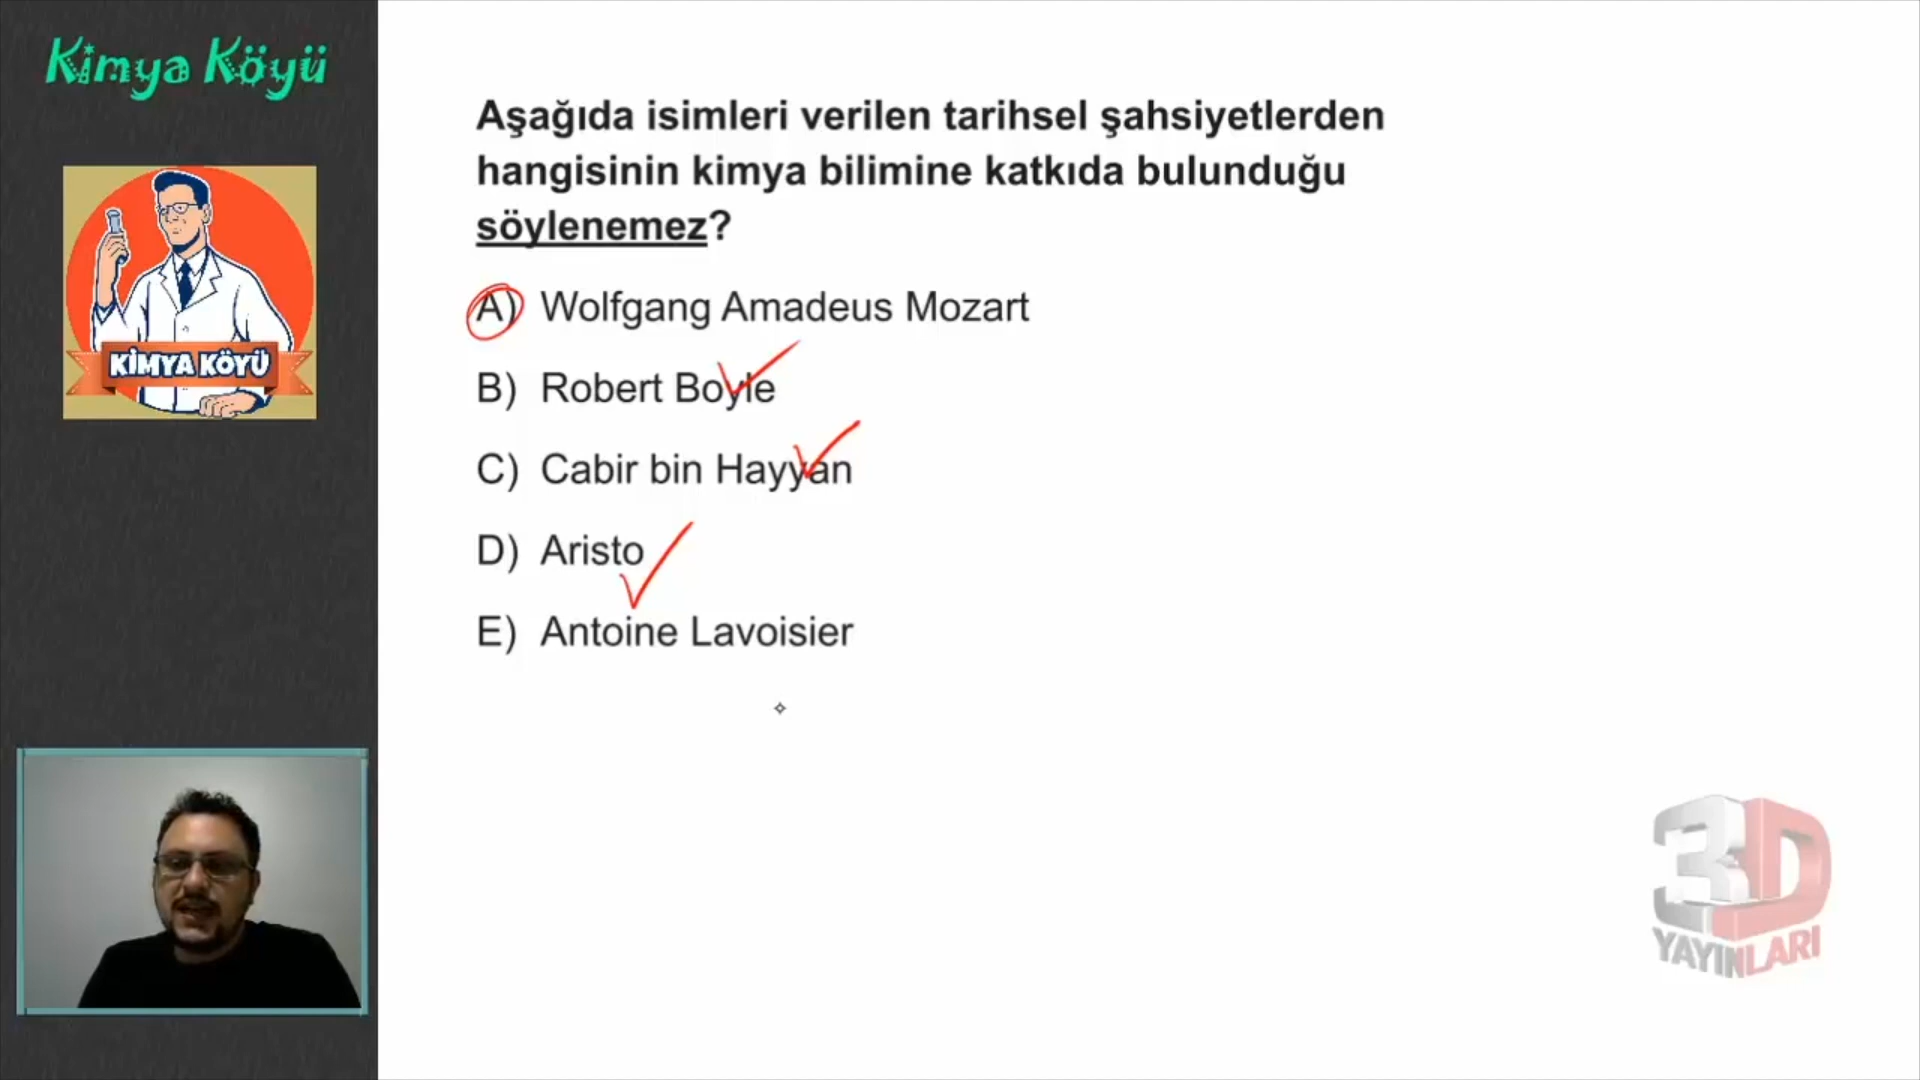 Kimya Köyü
KİMYA KÖYÜ
Aşağıda isimleri verilen tarihsel şahsiyetlerden
hangisinin kimya bilimine katkıda bulunduğu
söylenemez?
A) Wolfgang Amadeus Mozart
B) Robert Boyle
C) Cabir bin Hayyan
D) Aristo
E) Antoine Lavoisier
3D
YAYINLARI